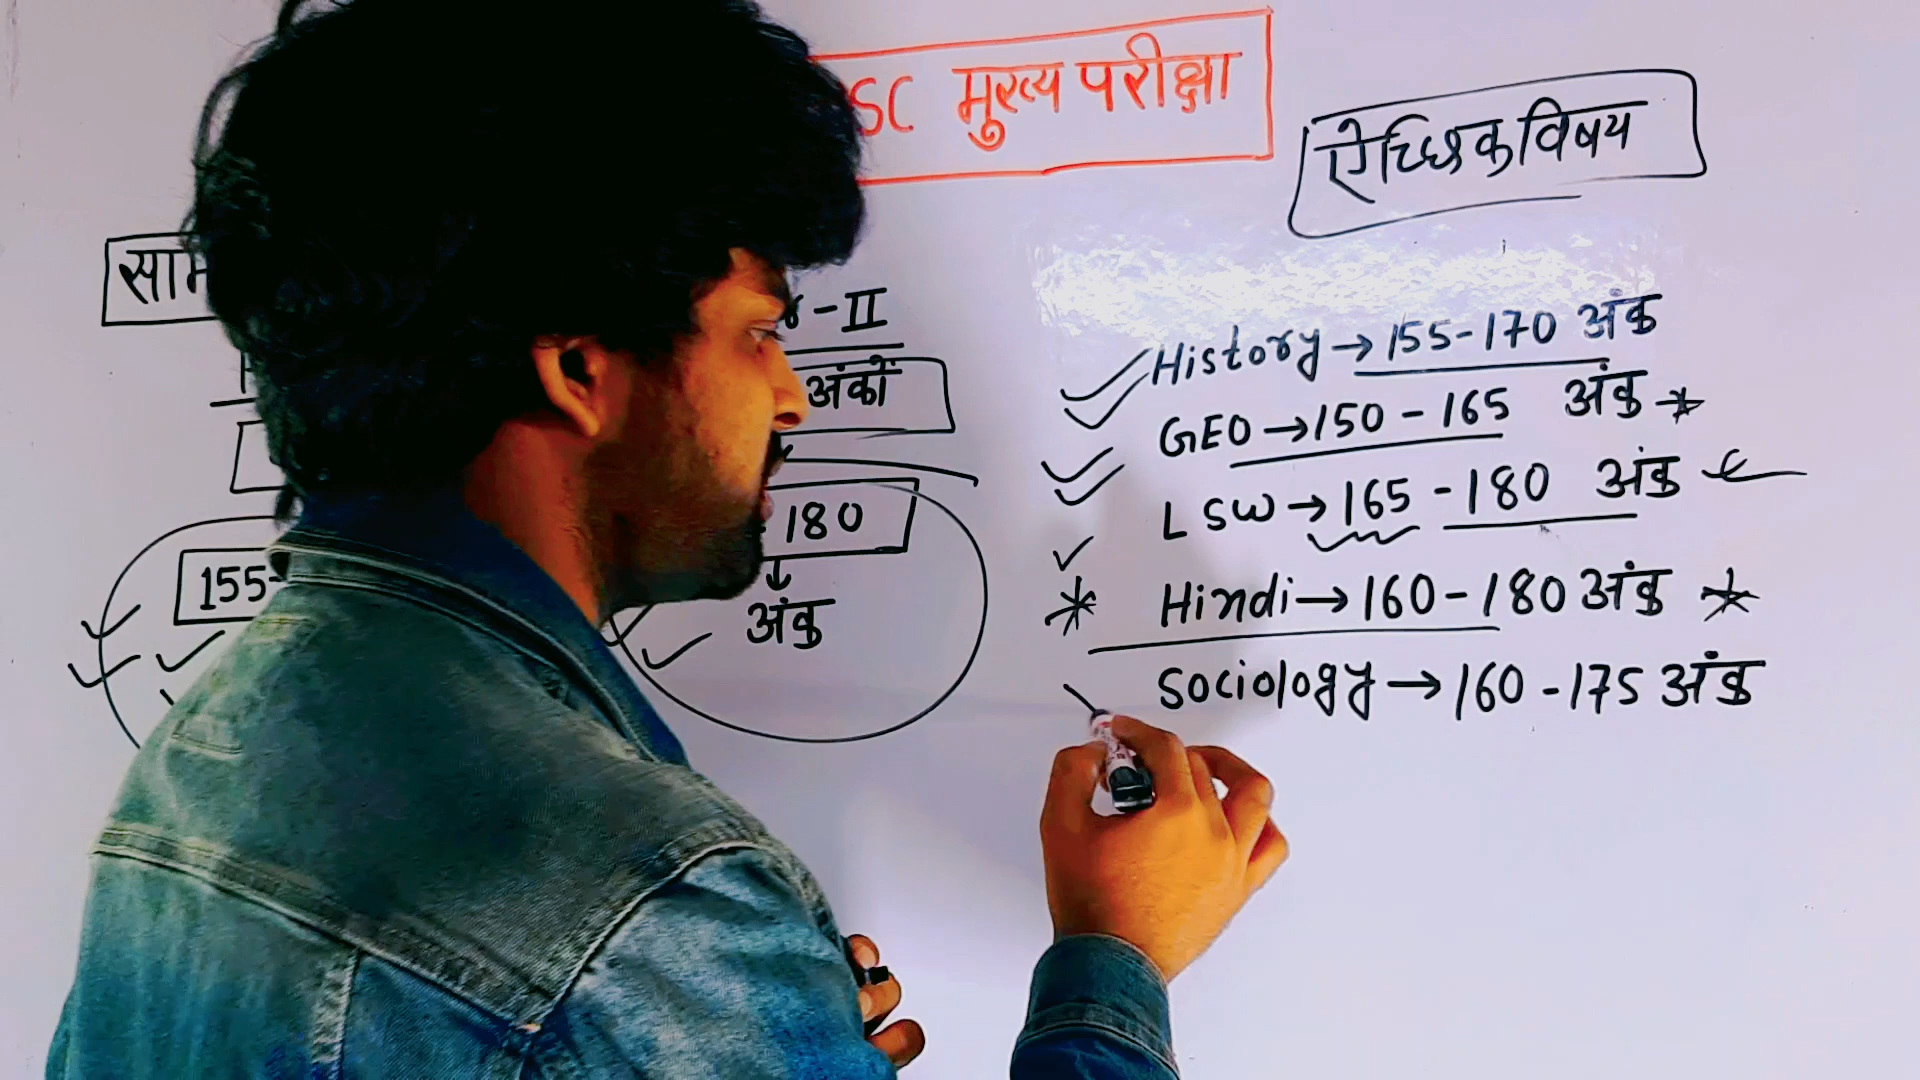 SC मुख्य परीक्षा
ऐच्छिक विषय
साम
-II
अंकों
180
अंक
155-
History→155-170 अंक
GEO→150-165 अंक
LSW→165-180 अंक
Hindi→160-180 अंक
Sociology→160-175 अंक